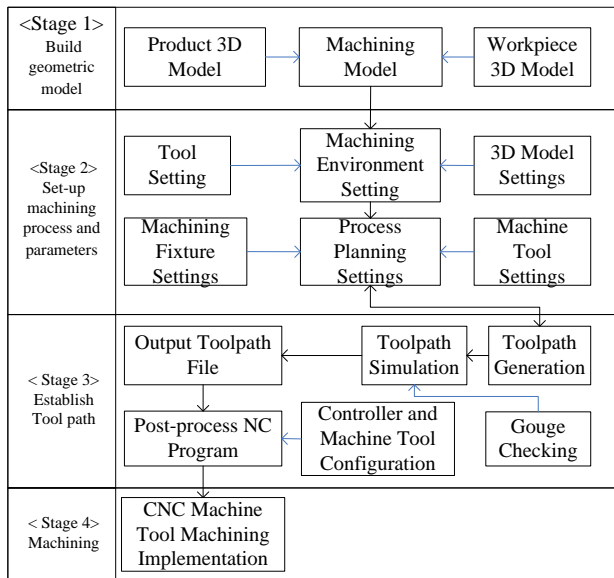 <Stage 1>
Build
geometric
model
Product 3D
Model
Machining
Model
Workpiece
3D Model
<Stage 2>
Set-up
machining
process and
parameters
Tool
Setting
Machining
Environment
Setting
3D Model
Settings
Machining
Fixture
Settings
Process
Planning
Settings
Machine
Tool
Settings
< Stage 3>
Establish
Tool path
Output Toolpath
File
Toolpath
Simulation
Toolpath
Generation
Post-process NC
Program
Controller and
Machine Tool
Configuration
Gouge
Checking
< Stage 4>
Machining
CNC Machine
Tool Machining
Implementation